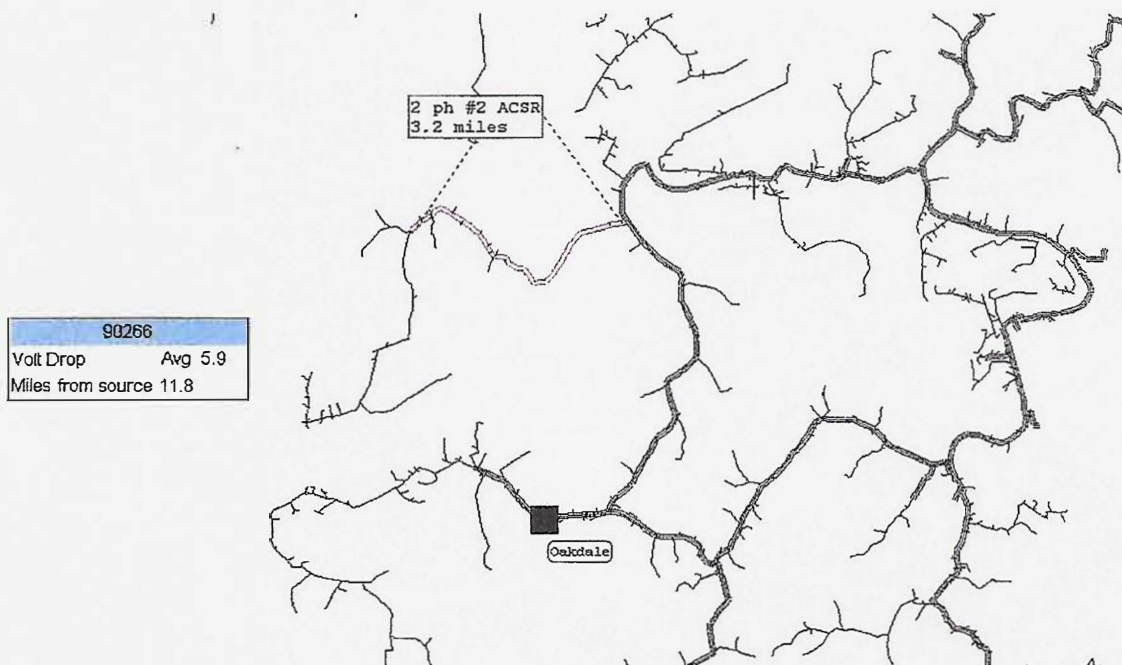 2 ph #2 ACSR
3.2 miles
90266
Volt Drop Avg 5.9
Miles from source 11.8
Oakdale